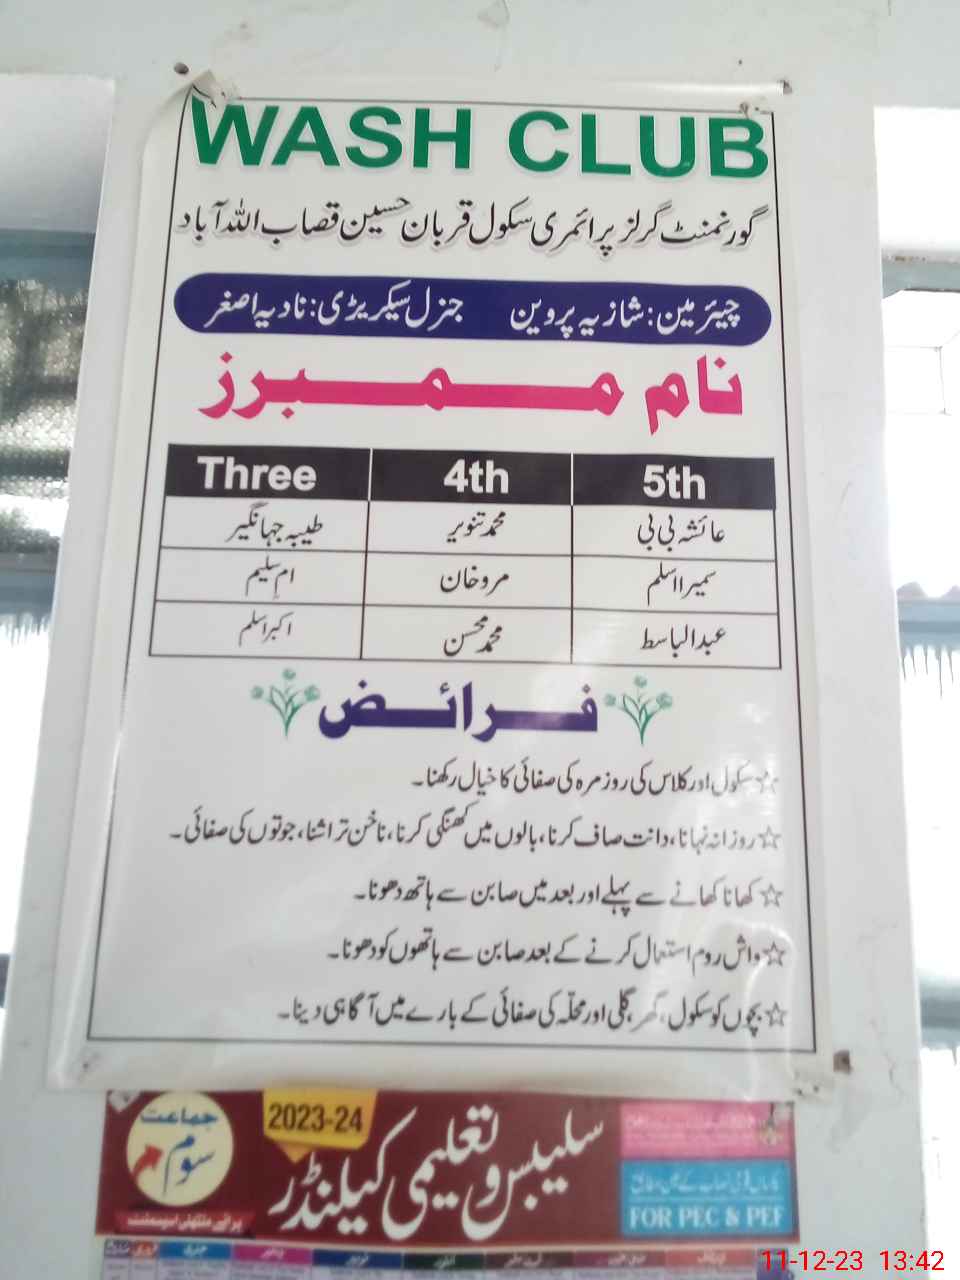 WASH CLUB
گورنمنٹ گرلز پرائمری سکول قربان حسین قصاب اللہ آباد
چیئرمین: شازیہ پروین جنرل سیکریڑی: نادیہ اصغر
نام ممبرز
5th 4th Three
عائشہ بی بی محمد تنویر طیبہ جہانگیر
سمیرا اسلم مروخان ام سلیم
عبدالباسط محمد محسن اکبر اسلم
فرائض
☆ سکول اور کلاس کی روزمرہ کی صفائی کا خیال رکھنا۔
☆ روزانہ نہانا، دانت صاف کرنا، بالوں میں کھنگی کرنا، ناخن تراشنا، جوتوں کی صفائی۔
☆ کھانا کھانے سے پہلے اور بعد میں صابن سے ہاتھ دھونا۔
☆ واش روم استعمال کرنے کے بعد صابن سے ہاتھوں کو دھونا۔
☆ بچوں کو سکول، گھر، گلی اور محلّہ کی صفائی کے بارے میں آگاہی دینا۔
جماعت سوم
2023-24
سلیبس و تعلیمی کیلنڈر
FOR PEC & PEF
11-12-23 13:42